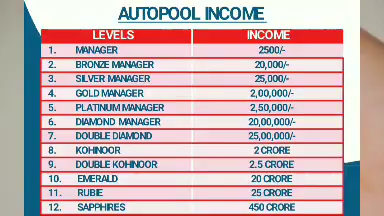 AUTOPOOL INCOME
LEVELS INCOME
1. MANAGER 2500/-
2. BRONZE MANAGER 20,000/-
3. SILVER MANAGER 25,000/-
4. GOLD MANAGER 2,00,000/-
5. PLATINUM MANAGER 2,50,000/-
6. DIAMOND MANAGER 20,00,000/-
7. DOUBLE DIAMOND 25,00,000/-
8. KOHINOOR 2 CRORE
9. DOUBLE KOHINOOR 2.5 CRORE
10. EMERALD 20 CRORE
11. RUBIE 25 CRORE
12. SAPPHIRES 450 CRORE